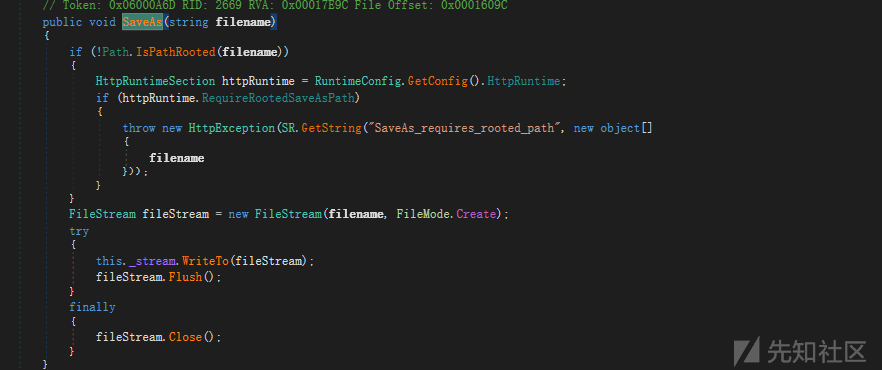 // Token: 0x06000A6D RID: 2669 RVA: 0x00017B9C File Offset: 0x0001609C
public void SaveAs(string filename)
{
if (!Path.IsPathRooted(filename))
{
HttpRuntimeSection httpRuntime = RuntimeConfig.GetConfig().HttpRuntime;
if (httpRuntime.RequireRootedSaveAsPath)
{
throw new HttpException(SR.GetString("SaveAs_requires_rooted_path", new object[]
{
filename
}));
}
}
FileStream fileStream = new FileStream(filename, FileMode.Create);
try
{
this._stream.WriteTo(fileStream);
fileStream.Flush();
}
finally
{
fileStream.Close();
}
}
先知社区